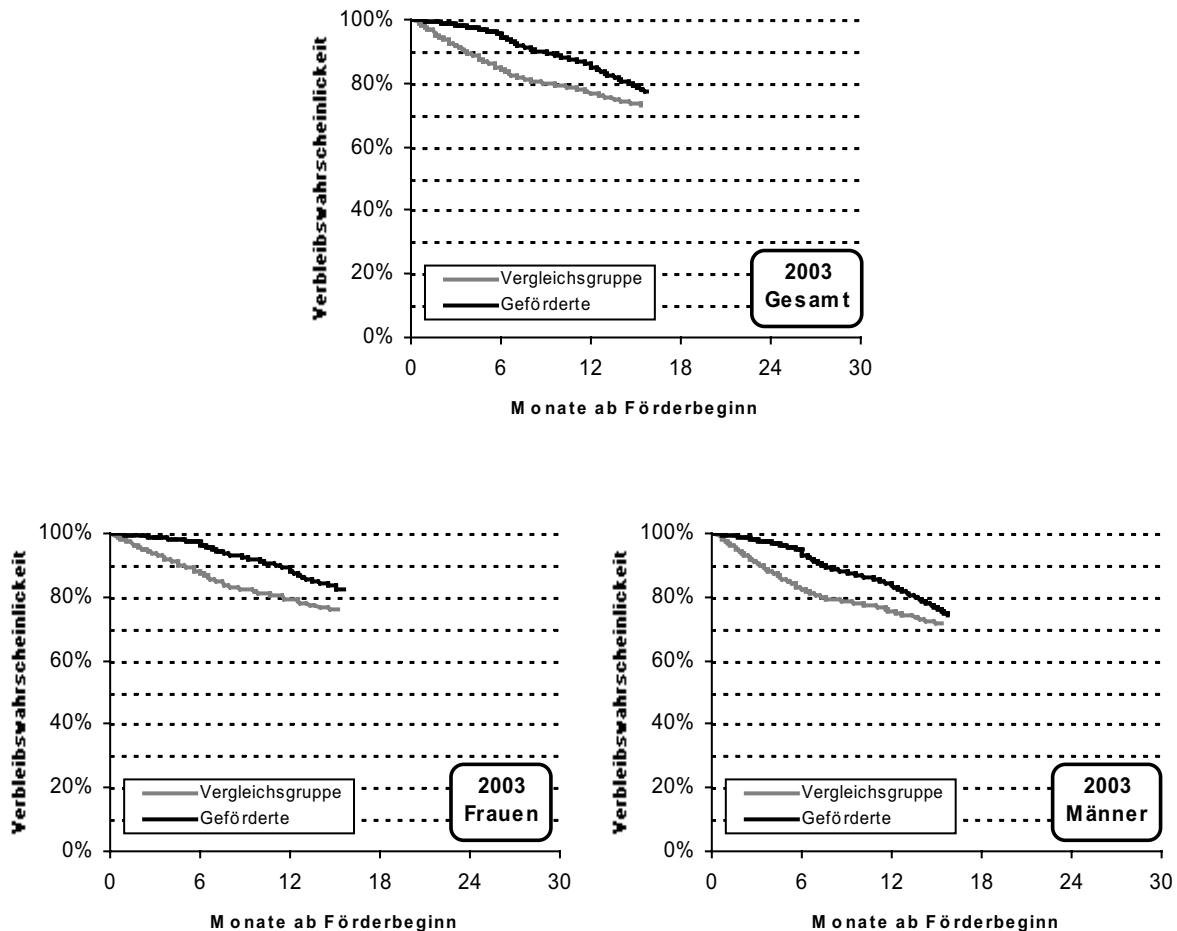 Verbleibswahrscheinlickeit
100%
80%
60%
40%
20%
0%
Vergleichsgruppe
Geförderte
2003
Gesamt
0 6 12 18 24 30
Monate ab Förderbeginn
Verbleibswahrscheinlickeit
100%
80%
60%
40%
20%
0%
Vergleichsgruppe
Geförderte
2003
Frauen
0 6 12 18 24 30
Monate ab Förderbeginn
Verbleibswahrscheinlickeit
100%
80%
60%
40%
20%
0%
Vergleichsgruppe
Geförderte
2003
Männer
0 6 12 18 24 30
Monate ab Förderbeginn